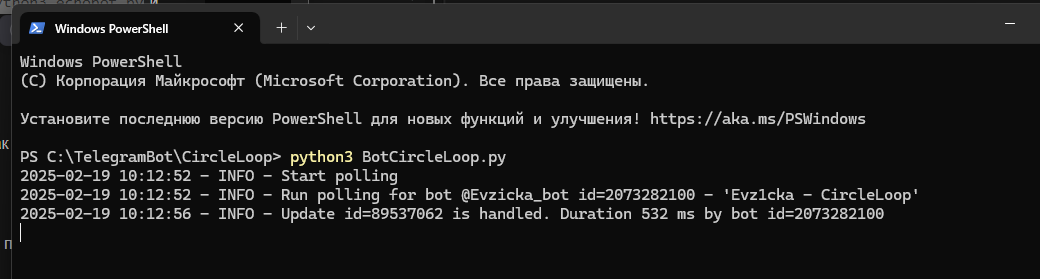 Windows PowerShell
Windows PowerShell
(C) Корпорация Майкрософт (Microsoft Corporation). Все права защищены.
Установите последнюю версию PowerShell для новых функций и улучшения! https://aka.ms/PSWindows
PS C:\TelegramBot\CircleLoop> python3 BotCircleLoop.py
2025-02-19 10:12:52 - INFO - Start polling
2025-02-19 10:12:52 - INFO - Run polling for bot @Evzicka_bot id=2073282100 - 'Evz1cka - CircleLoop'
2025-02-19 10:12:56 - INFO - Update id=89537062 is handled. Duration 532 ms by bot id=2073282100